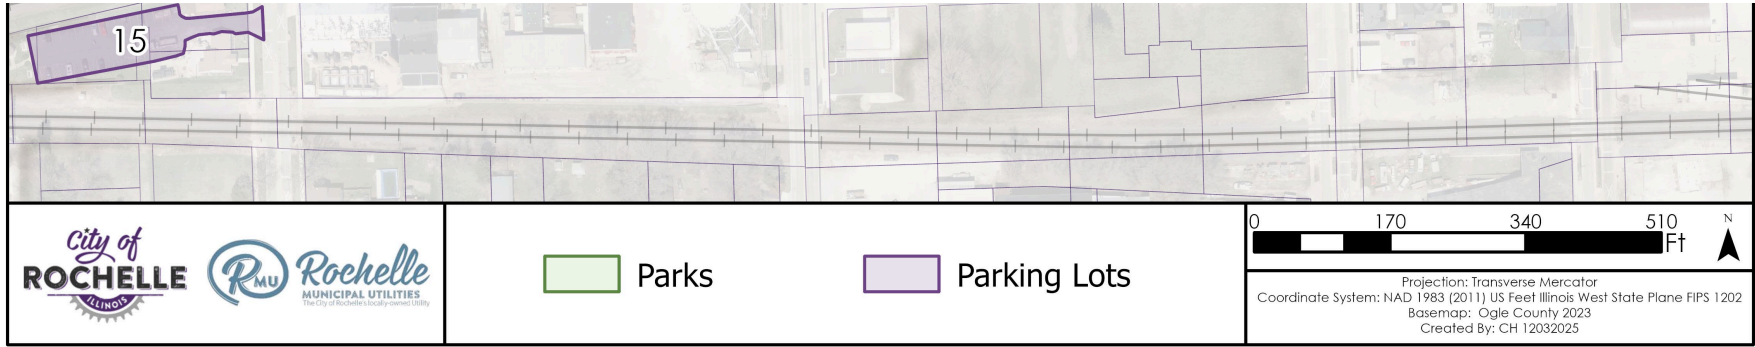 15
City of
ROCHELLE
ILLINOIS
RMU
Rochelle
MUNICIPAL UTILITIES
The City of Rochelle's locally-owned Utility
Parks
Parking Lots
0 170 340 510
Ft
N
Projection: Transverse Mercator
Coordinate System: NAD 1983 (2011) US Feet Illinois West State Plane FIPS 1202
Basemap: Ogle County 2023
Created By: CH 12032025